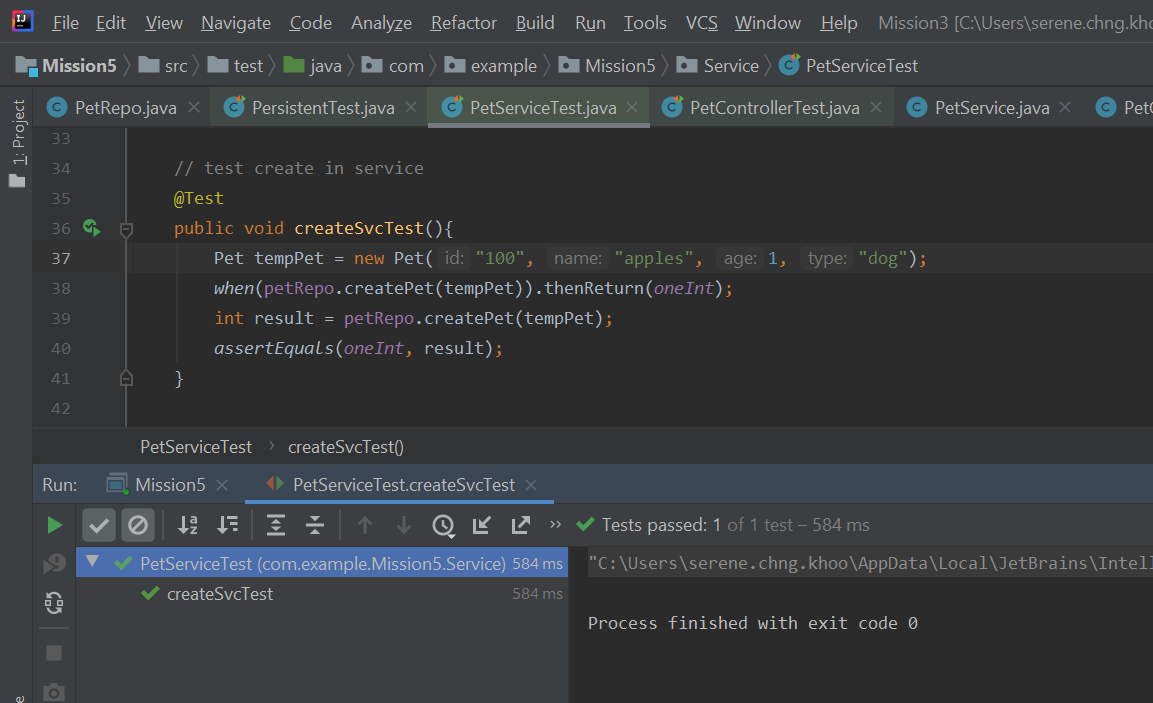 File Edit View Navigate Code Analyze Refactor Build Run Tools VCS Window Help Mission3 [C:\Users\serene.chng.kho
Mission5 src test java com example Mission5 Service PetServiceTest
PetRepo.java PersistentTest.java PetServiceTest.java PetControllerTest.java PetService.java PetC
1: Project
33
34 // test create in service
35 @Test
36 public void createSvcTest(){
37 Pet tempPet = new Pet( id: "100", name: "apples", age: 1, type: "dog");
38 when(petRepo.createPet(tempPet)).thenReturn(oneInt);
39 int result = petRepo.createPet(tempPet);
40 assertEquals(oneInt, result);
41 }
42
PetServiceTest › createSvcTest()
Run: Mission5 PetServiceTest.createSvcTest
Tests passed: 1 of 1 test – 584 ms
PetServiceTest (com.example.Mission5.Service) 584 ms
createSvcTest 584 ms
"C:\Users\serene.chng.khoo\AppData\Local\JetBrains\Intell
Process finished with exit code 0